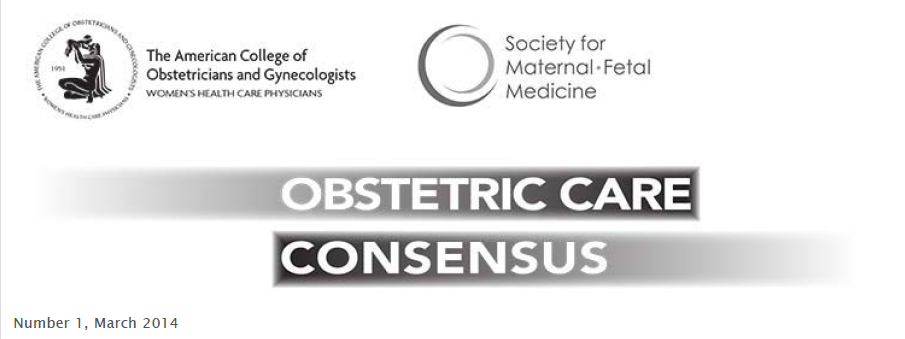 THE AMERICAN COLLEGE OF OBSTETRICIANS AND GYNECOLOGISTS
1951
• WOMEN'S HEALTH CARE PHYSICIANS •
The American College of
Obstetricians and Gynecologists
WOMEN'S HEALTH CARE PHYSICIANS
Society for
Maternal•Fetal
Medicine
OBSTETRIC CARE
CONSENSUS
Number 1, March 2014